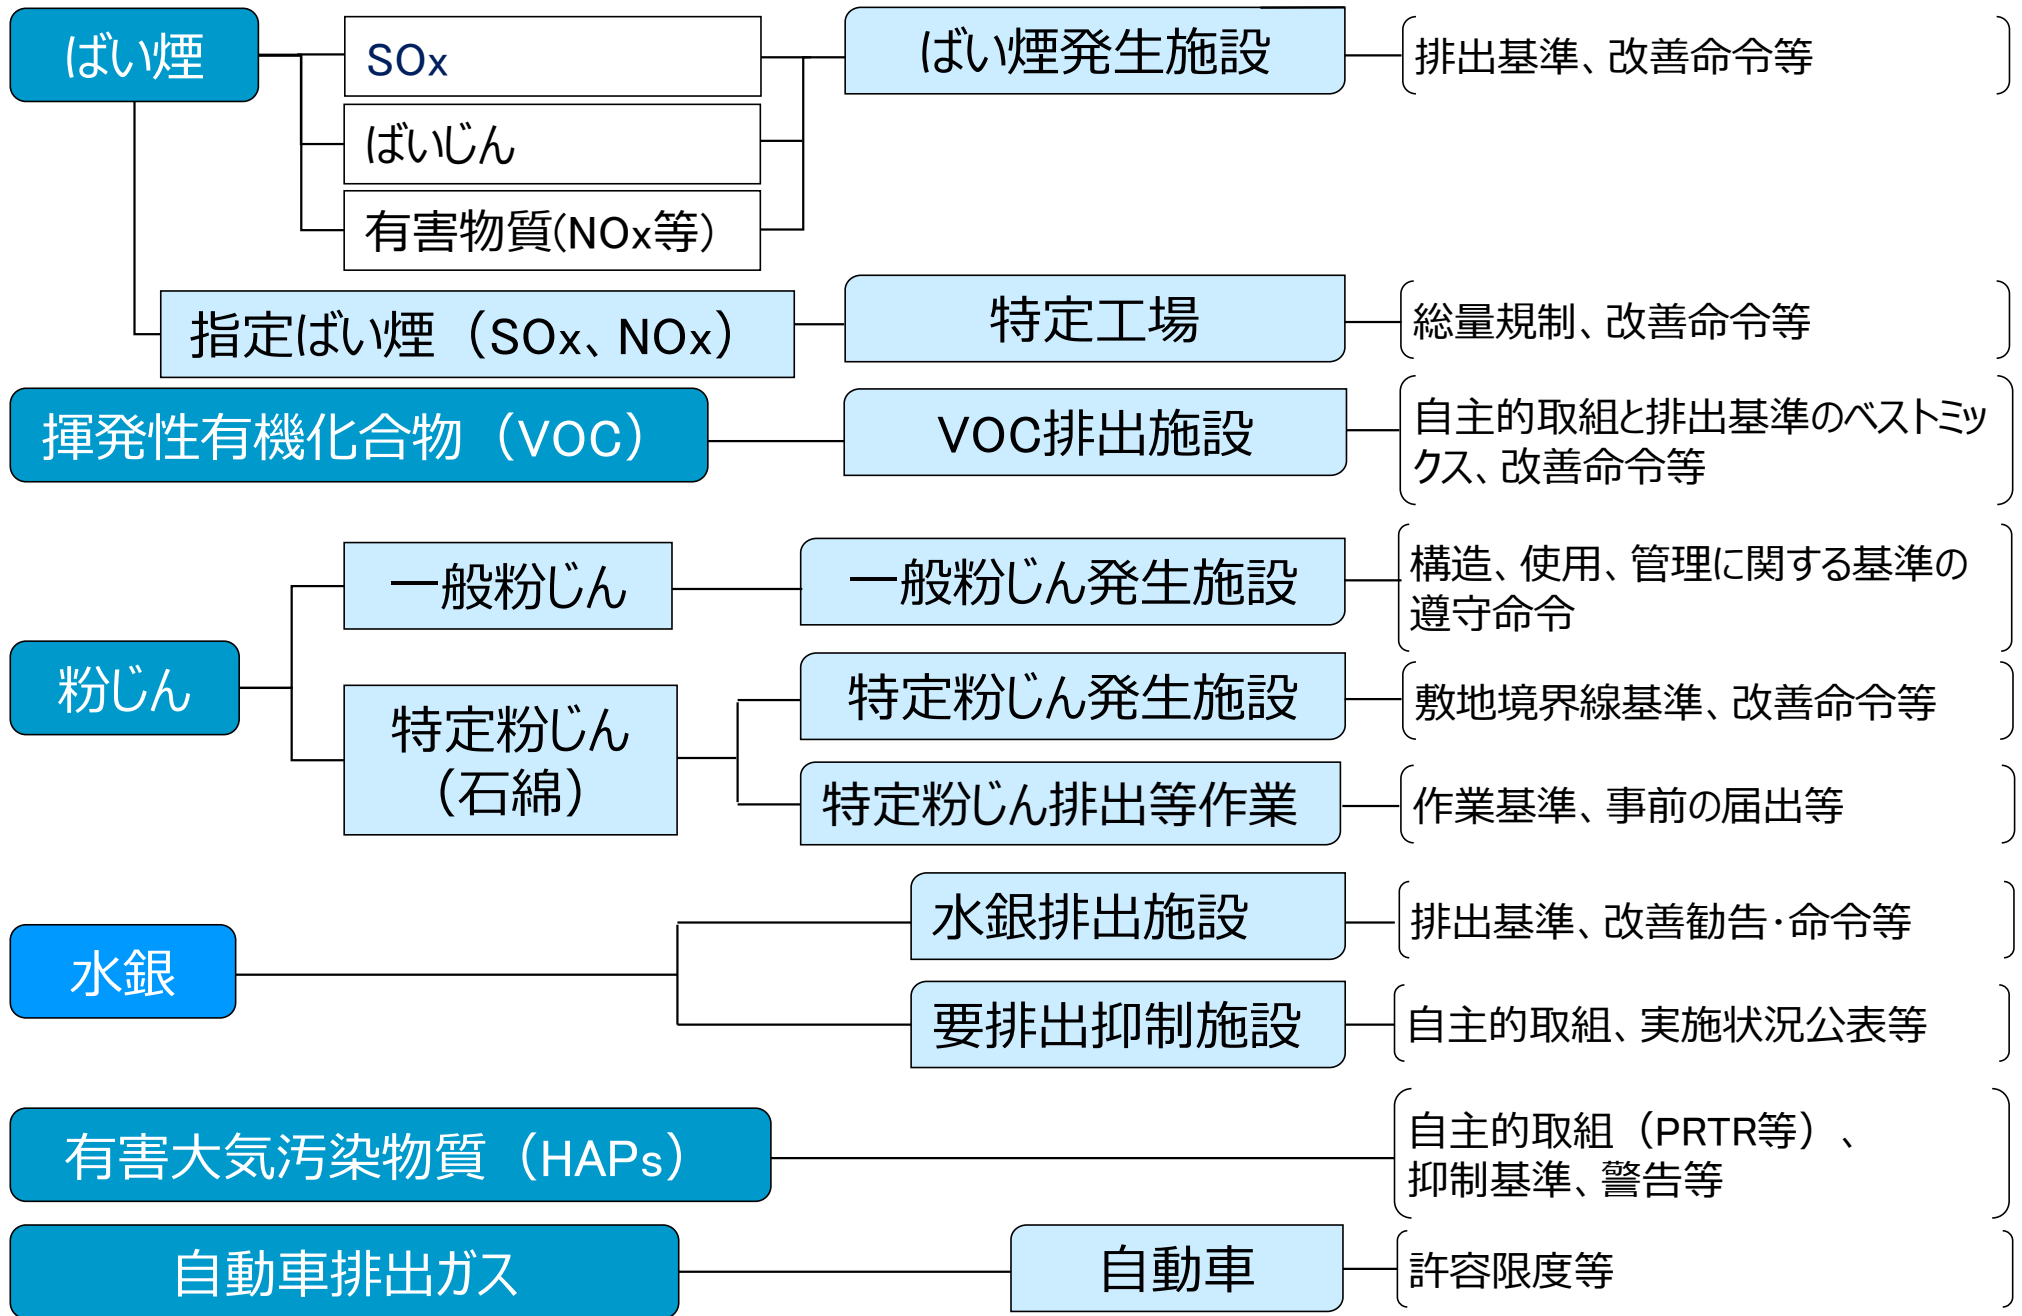 ばい煙
SOx
ばい煙発生施設
排出基準、改善命令等
ばいじん
有害物質(NOx等)
指定ばい煙（SOx、NOx）
特定工場
総量規制、改善命令等
揮発性有機化合物（VOC）
VOC排出施設
自主的取組と排出基準のベストミッ
クス、改善命令等
粉じん
一般粉じん
一般粉じん発生施設
構造、使用、管理に関する基準の
遵守命令
特定粉じん
（石綿）
特定粉じん発生施設
敷地境界線基準、改善命令等
特定粉じん排出等作業
作業基準、事前の届出等
水銀
水銀排出施設
排出基準、改善勧告・命令等
要排出抑制施設
自主的取組、実施状況公表等
有害大気汚染物質（HAPs）
自主的取組（PRTR等）、
抑制基準、警告等
自動車排出ガス
自動車
許容限度等